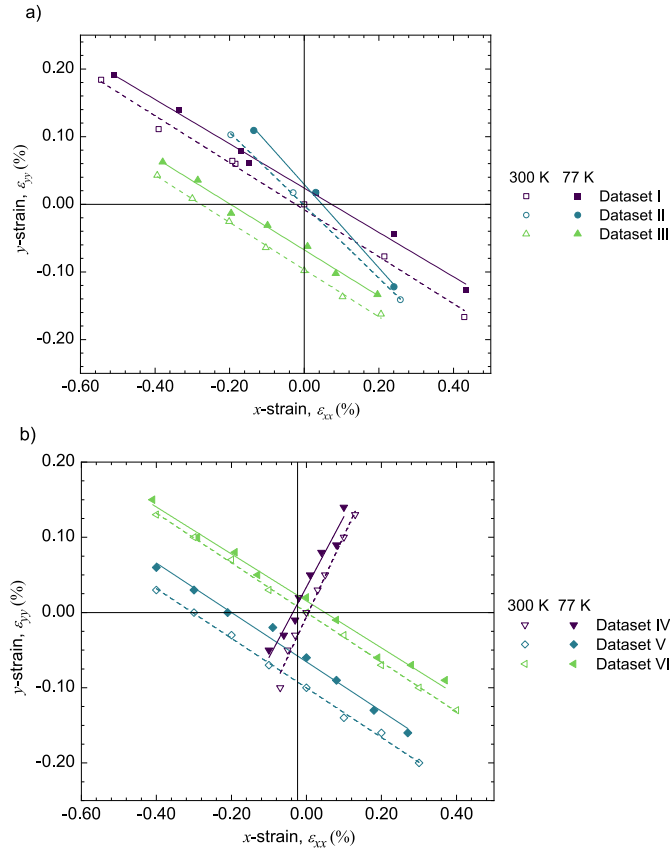 a)
0.20
0.10
0.00
-0.10
-0.20
y-strain, εyy (%)
-0.60 -0.40 -0.20 0.00 0.20 0.40
x-strain, εxx (%)
300 K 77 K
Dataset I
Dataset II
Dataset III
b)
0.20
0.10
0.00
-0.10
-0.20
y-strain, εyy (%)
-0.60 -0.40 -0.20 0.00 0.20 0.40 0.60
x-strain, εxx (%)
300 K 77 K
Dataset IV
Dataset V
Dataset VI